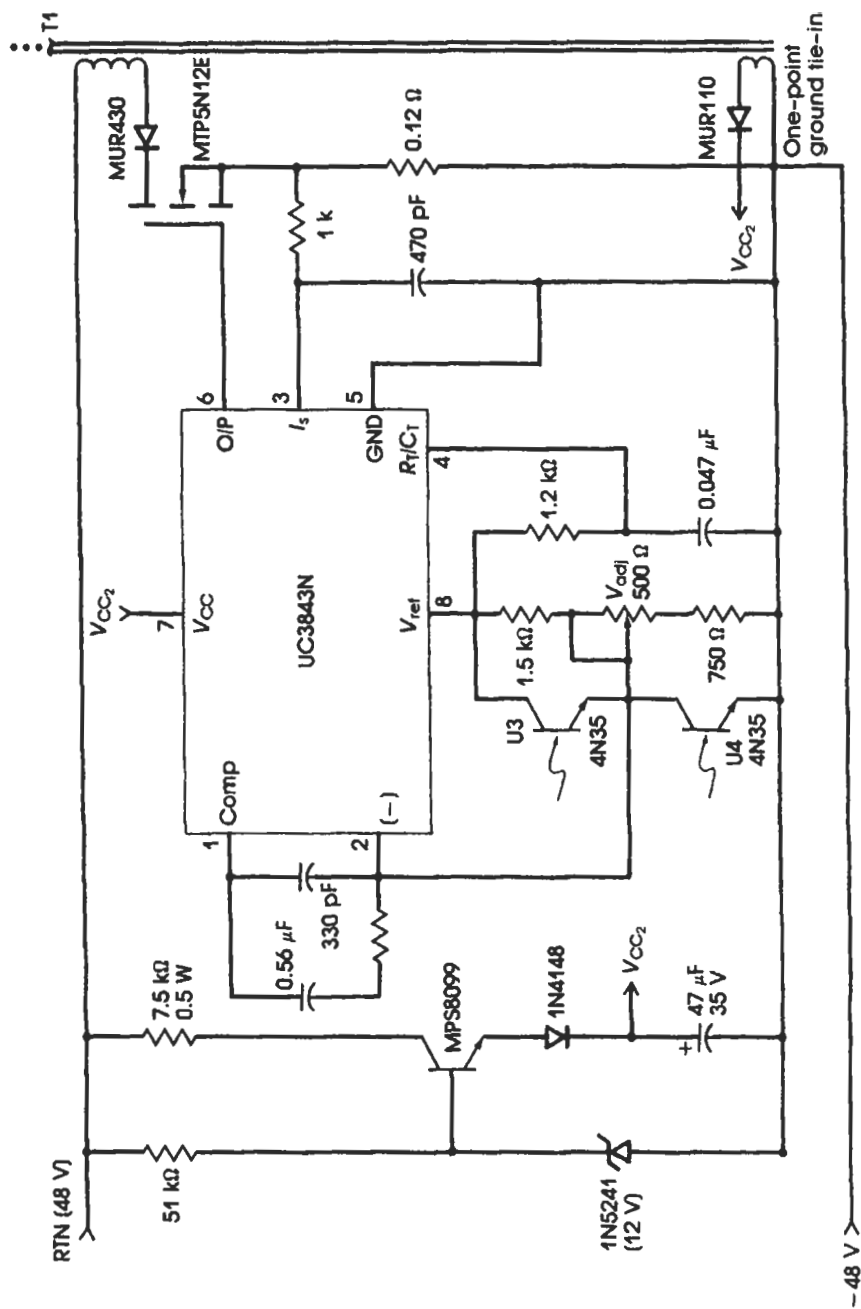 RTN (48 V)
51 kΩ
7.5 kΩ
0.5 W
MPS8099
1N4148
V_CC2
1N5241
(12 V)
47 μF
35 V
+
– 48 V
0.56 μF
330 pF
1
Comp
2
(–)
V_CC2
7
V_CC
UC3843N
V_ref
8
O/P
6
I_s
3
GND
5
R_T/C_T
4
U3
4N35
U4
4N35
1.5 kΩ
V_adj
500 Ω
750 Ω
1.2 kΩ
0.047 μF
1 k
470 pF
0.12 Ω
MUR430
MTP5N12E
T1
MUR110
V_CC2
One-point
ground tie-in